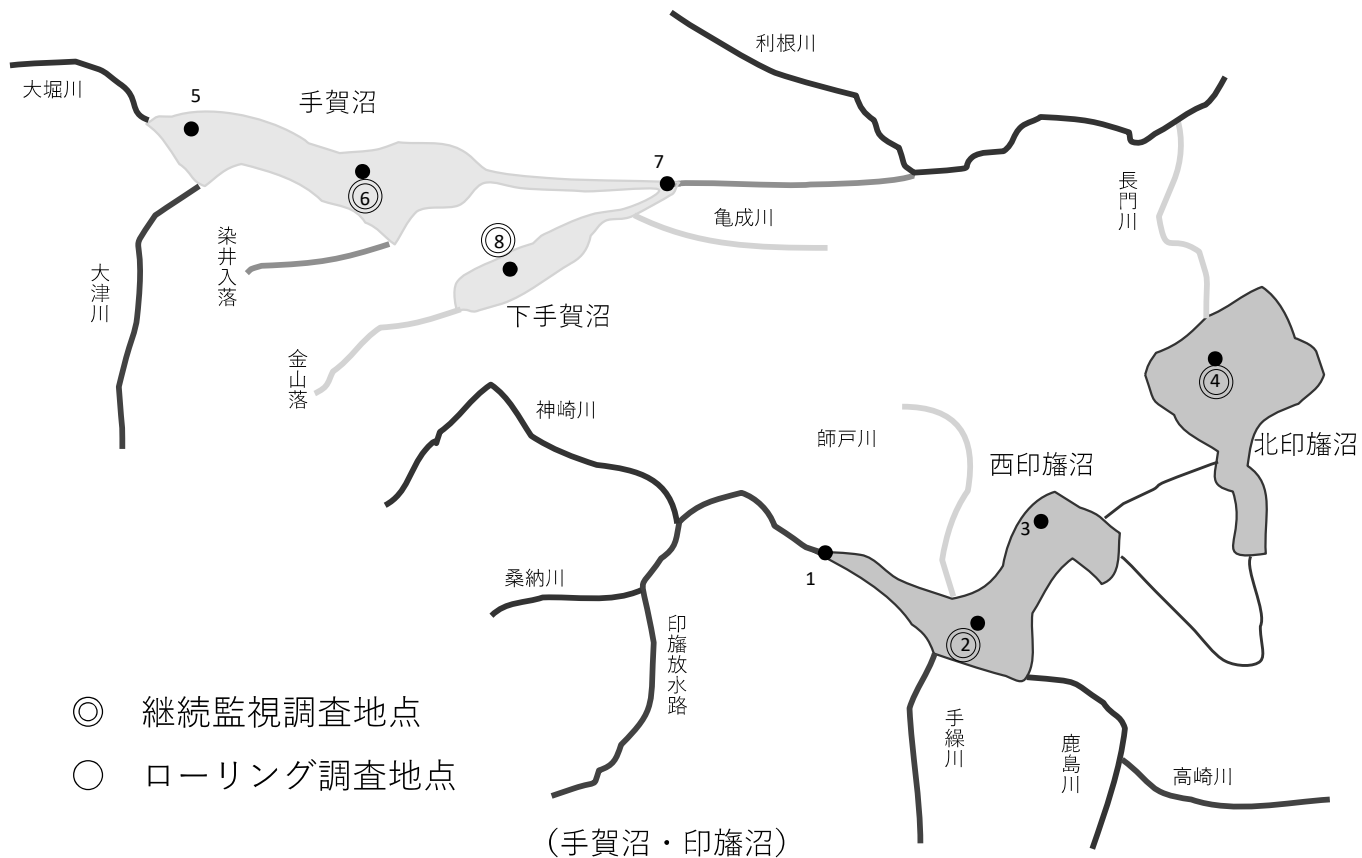 利根川
大堀川
5
手賀沼
7
6
長門川
亀成川
染井入落
8
大津川
下手賀沼
金山落
4
神崎川
師戸川
北印旛沼
西印旛沼
3
1
桑納川
印旛放水路
2
継続監視調査地点
手繰川
鹿島川
ローリング調査地点
高崎川
(手賀沼・印旛沼)